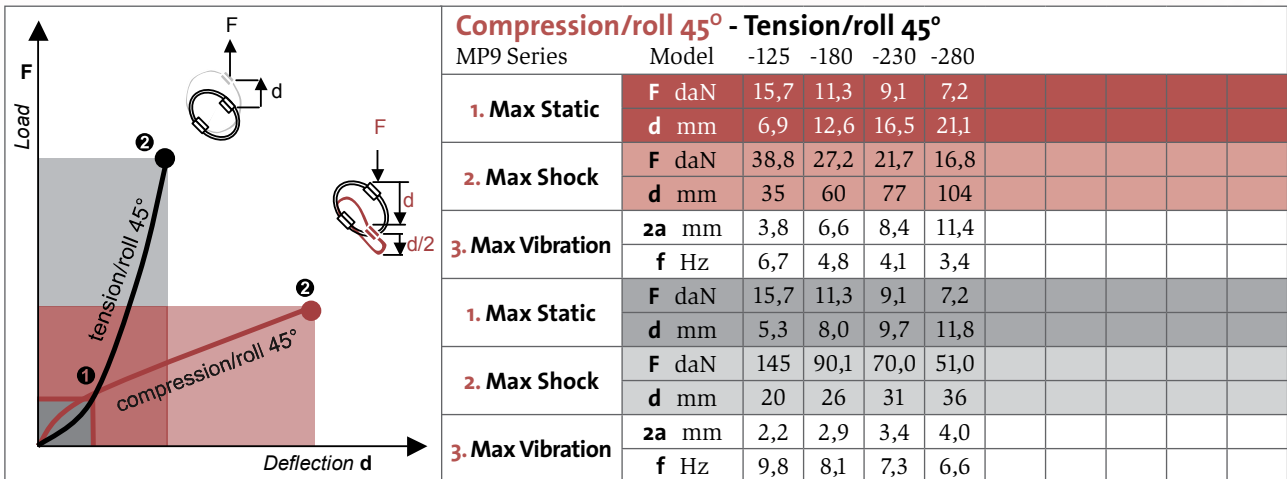 F
Load
F
d
F
d
d/2
❷
❷
❶
tension/roll 45°
compression/roll 45°
Deflection d
Compression/roll 45° - Tension/roll 45°
MP9 Series Model -125 -180 -230 -280
1. Max Static F daN 15,7 11,3 9,1 7,2
d mm 6,9 12,6 16,5 21,1
2. Max Shock F daN 38,8 27,2 21,7 16,8
d mm 35 60 77 104
3. Max Vibration 2a mm 3,8 6,6 8,4 11,4
f Hz 6,7 4,8 4,1 3,4
1. Max Static F daN 15,7 11,3 9,1 7,2
d mm 5,3 8,0 9,7 11,8
2. Max Shock F daN 145 90,1 70,0 51,0
d mm 20 26 31 36
3. Max Vibration 2a mm 2,2 2,9 3,4 4,0
f Hz 9,8 8,1 7,3 6,6